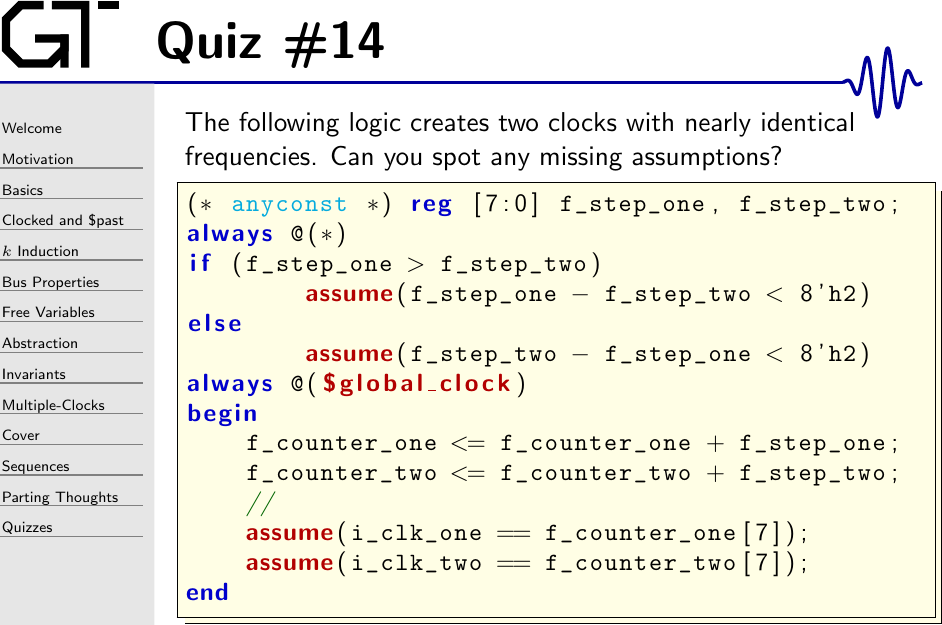 GT
Quiz #14
Welcome
Motivation
Basics
Clocked and $past
k Induction
Bus Properties
Free Variables
Abstraction
Invariants
Multiple-Clocks
Cover
Sequences
Parting Thoughts
Quizzes
The following logic creates two clocks with nearly identical
frequencies. Can you spot any missing assumptions?
(* anyconst *) reg [7:0] f_step_one, f_step_two;
always @(*)
if (f_step_one > f_step_two)
assume(f_step_one − f_step_two < 8'h2)
else
assume(f_step_two − f_step_one < 8'h2)
always @($global_clock)
begin
f_counter_one <= f_counter_one + f_step_one;
f_counter_two <= f_counter_two + f_step_two;
//
assume(i_clk_one == f_counter_one[7]);
assume(i_clk_two == f_counter_two[7]);
end